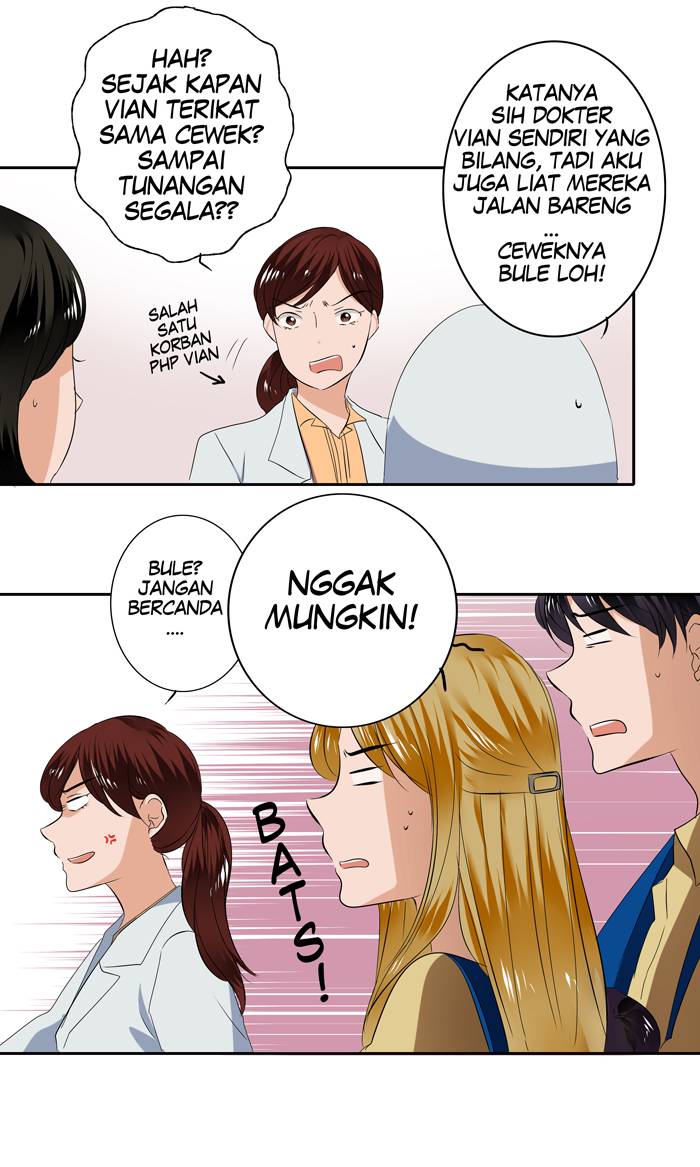 HAH?
SEJAK KAPAN
VIAN TERIKAT
SAMA CEWEK?
SAMPAI
TUNANGAN
SEGALA??
KATANYA
SIH DOKTER
VIAN SENDIRI YANG
BILANG, TADI AKU
JUGA LIAT MEREKA
JALAN BARENG
...
CEWEKNYA
BULE LOH!
SALAH
SATU
KORBAN
PHP VIAN
BULE?
JANGAN
BERCANDA
....
NGGAK
MUNGKIN!
BATS!